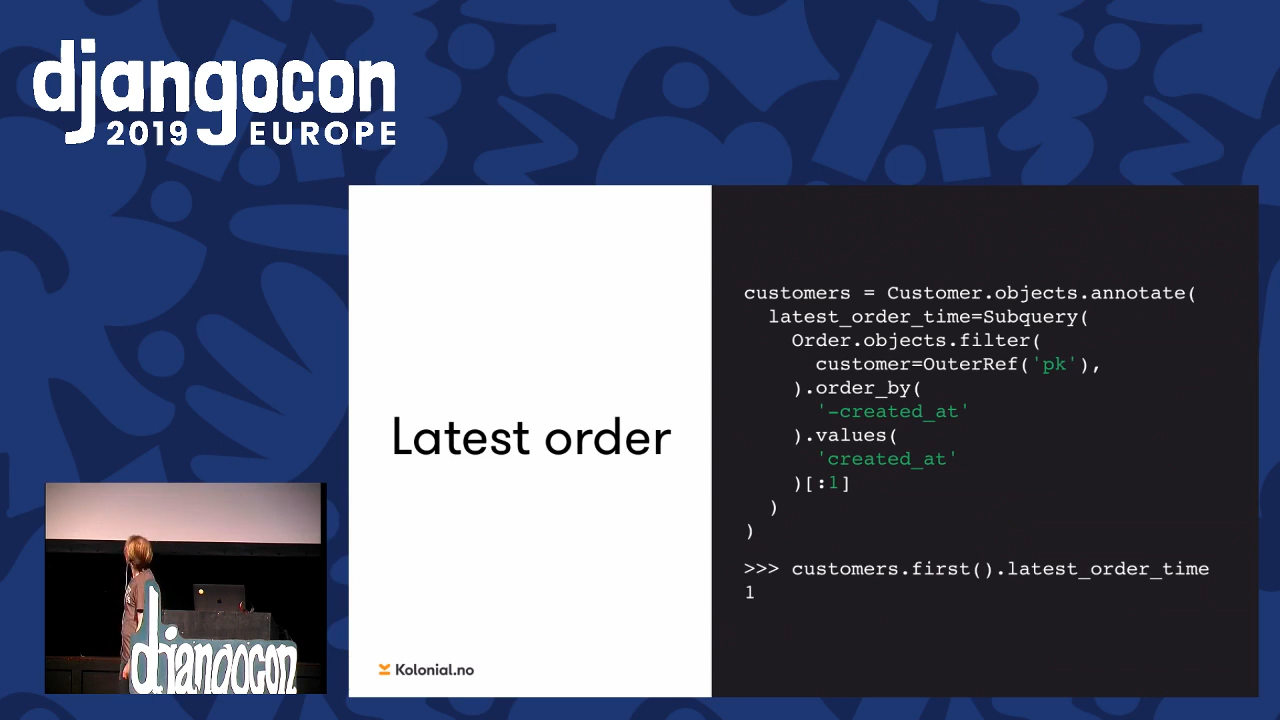 djangocon
2019 EUROPE
Latest order
customers = Customer.objects.annotate(
  latest_order_time=Subquery(
    Order.objects.filter(
      customer=OuterRef('pk'),
    ).order_by(
      '-created_at'
    ).values(
      'created_at'
    )[:1]
  )
)
>>> customers.first().latest_order_time
1
Kolonial.no
djangocon